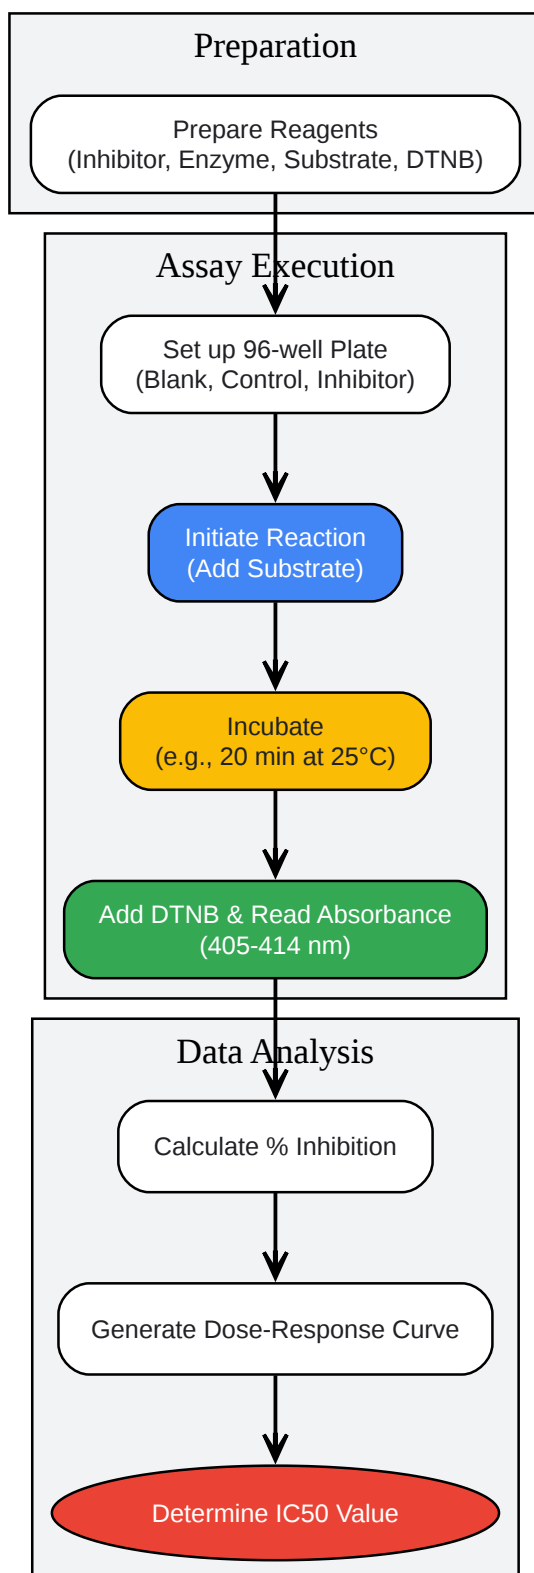 Preparation
Prepare Reagents
(Inhibitor, Enzyme, Substrate, DTNB)
Assay Execution
Set up 96-well Plate
(Blank, Control, Inhibitor)
Initiate Reaction
(Add Substrate)
Incubate
(e.g., 20 min at 25°C)
Add DTNB & Read Absorbance
(405-414 nm)
Data Analysis
Calculate % Inhibition
Generate Dose-Response Curve
Determine IC50 Value